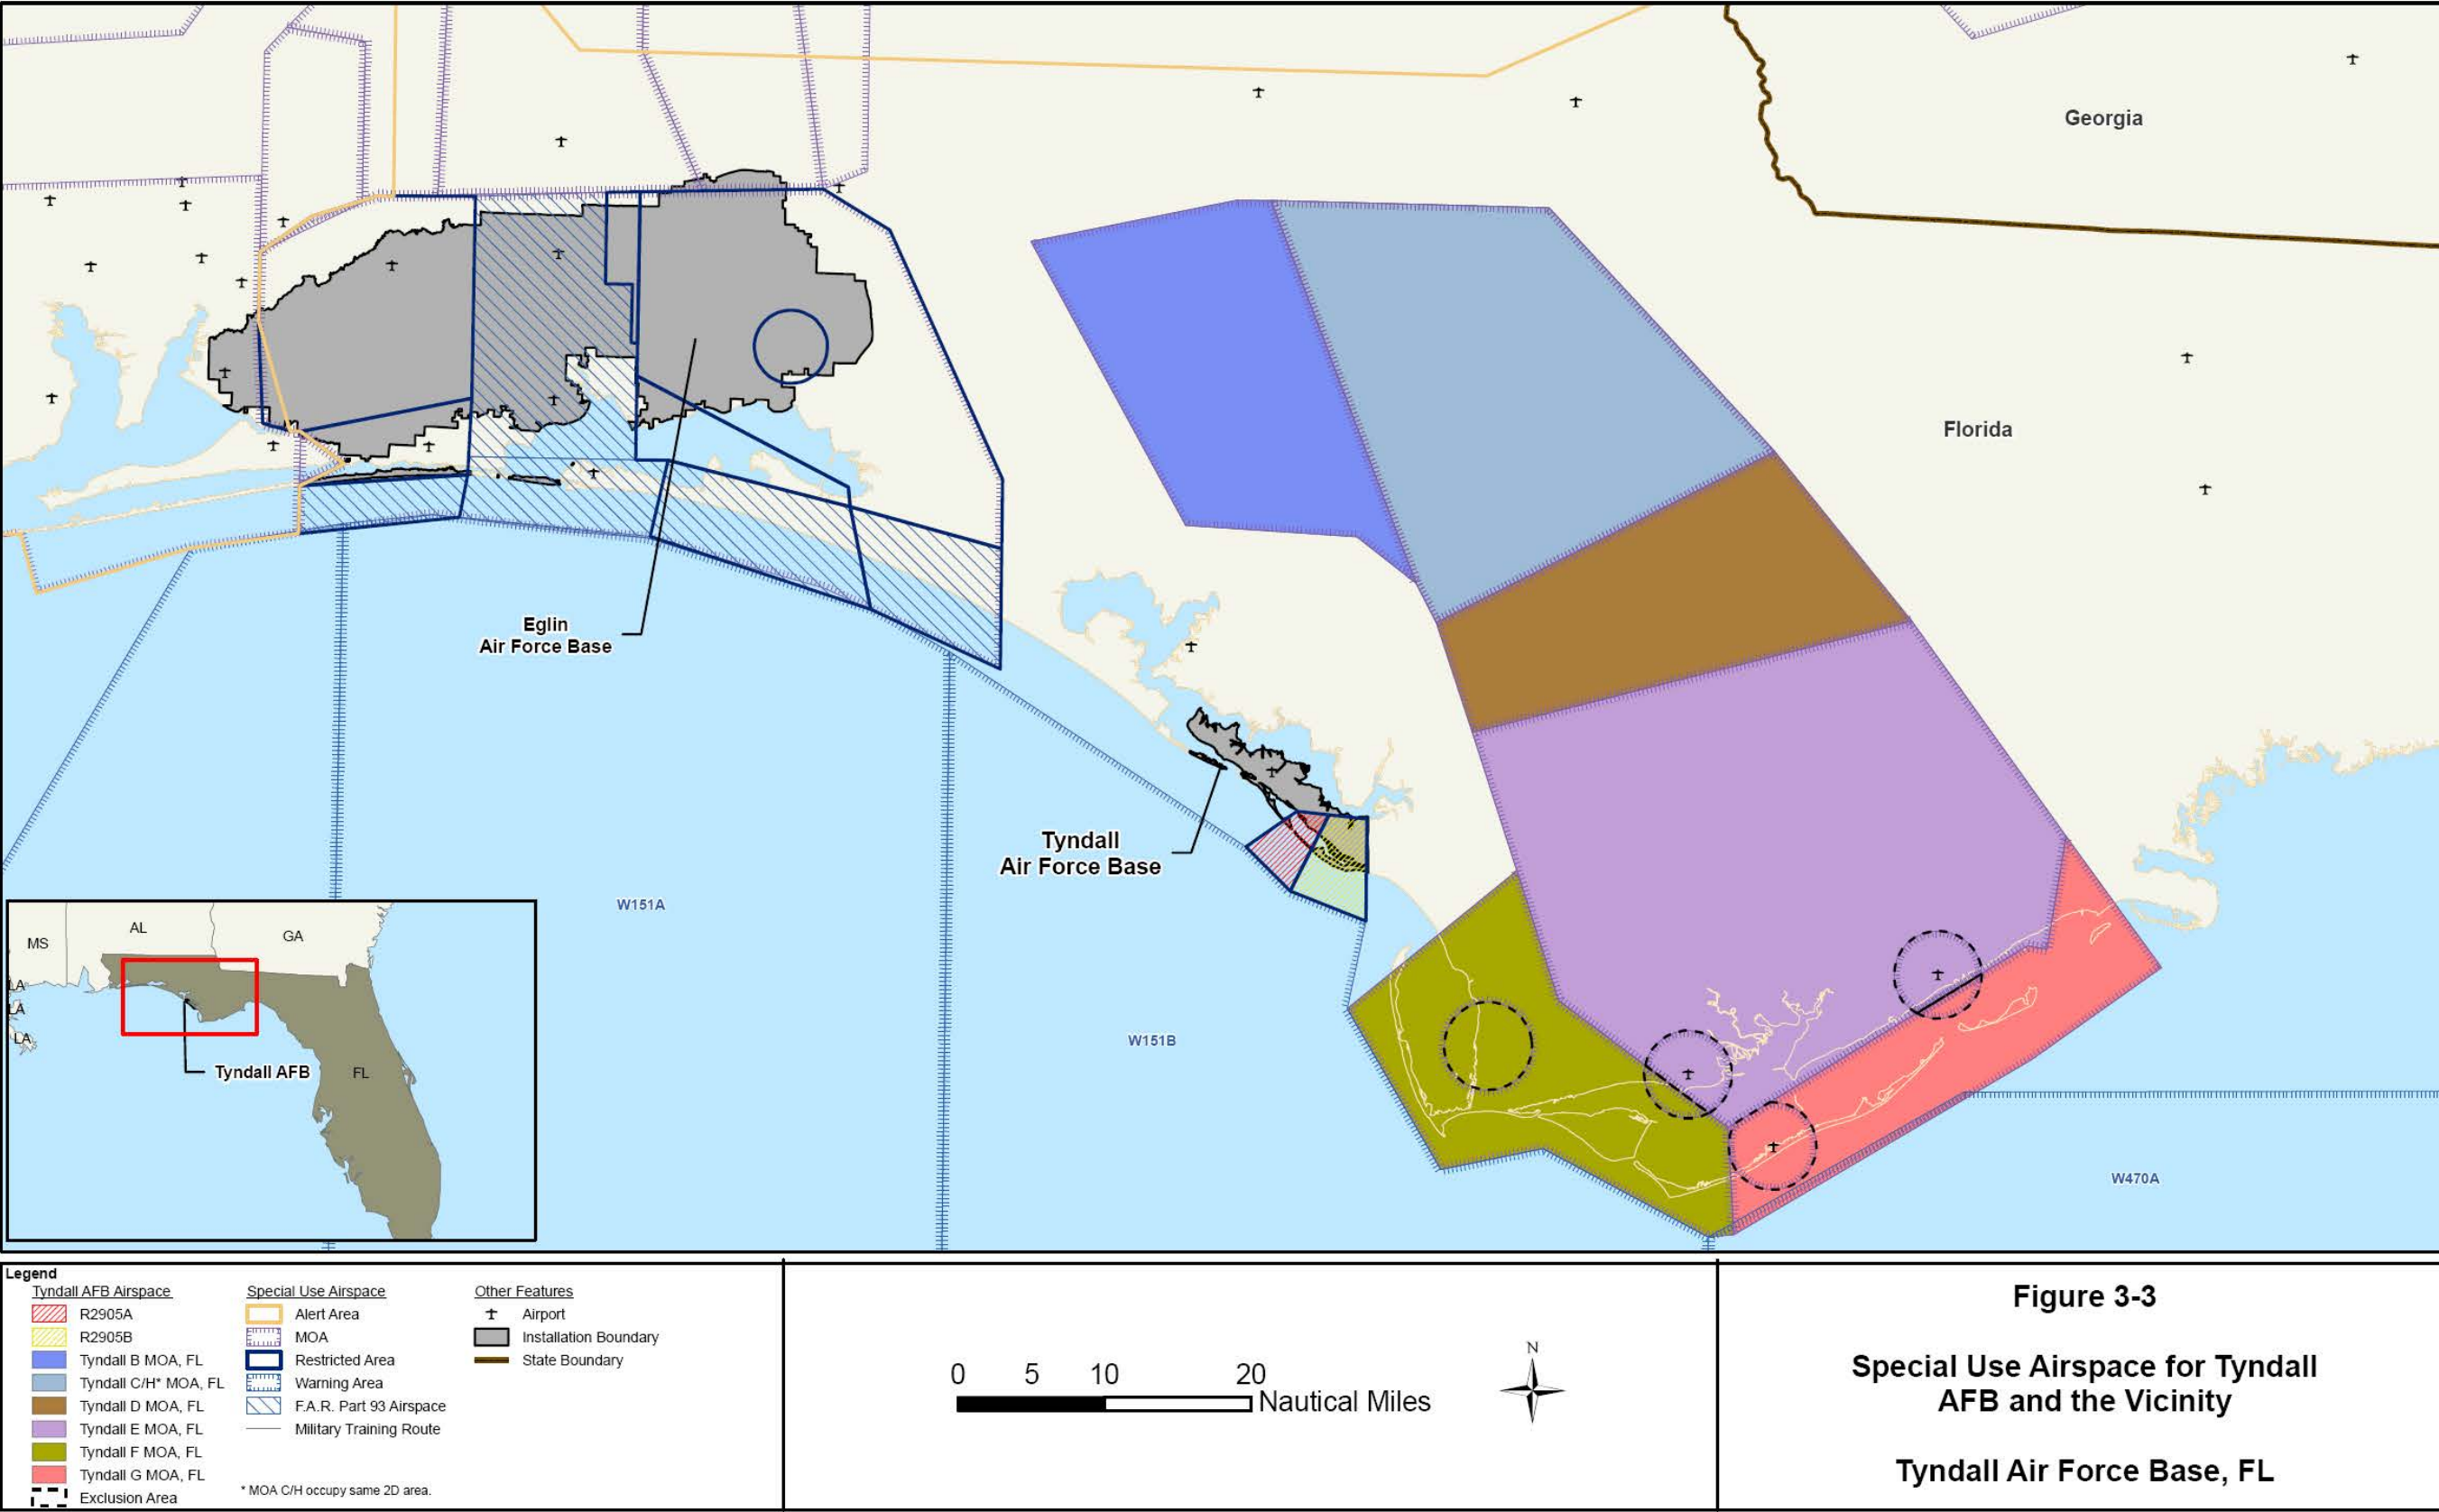 Georgia
Florida
Eglin
Air Force Base
Tyndall
Air Force Base
W151A
W151B
W470A
MS
AL
GA
LA
LA
LA
Tyndall AFB
FL
Legend
Tyndall AFB Airspace
R2905A
R2905B
Tyndall B MOA, FL
Tyndall C/H* MOA, FL
Tyndall D MOA, FL
Tyndall E MOA, FL
Tyndall F MOA, FL
Tyndall G MOA, FL
Exclusion Area
Special Use Airspace
Alert Area
MOA
Restricted Area
Warning Area
F.A.R. Part 93 Airspace
Military Training Route
* MOA C/H occupy same 2D area.
Other Features
Airport
Installation Boundary
State Boundary
0 5 10 20
Nautical Miles
N
Figure 3-3
Special Use Airspace for Tyndall
AFB and the Vicinity
Tyndall Air Force Base, FL